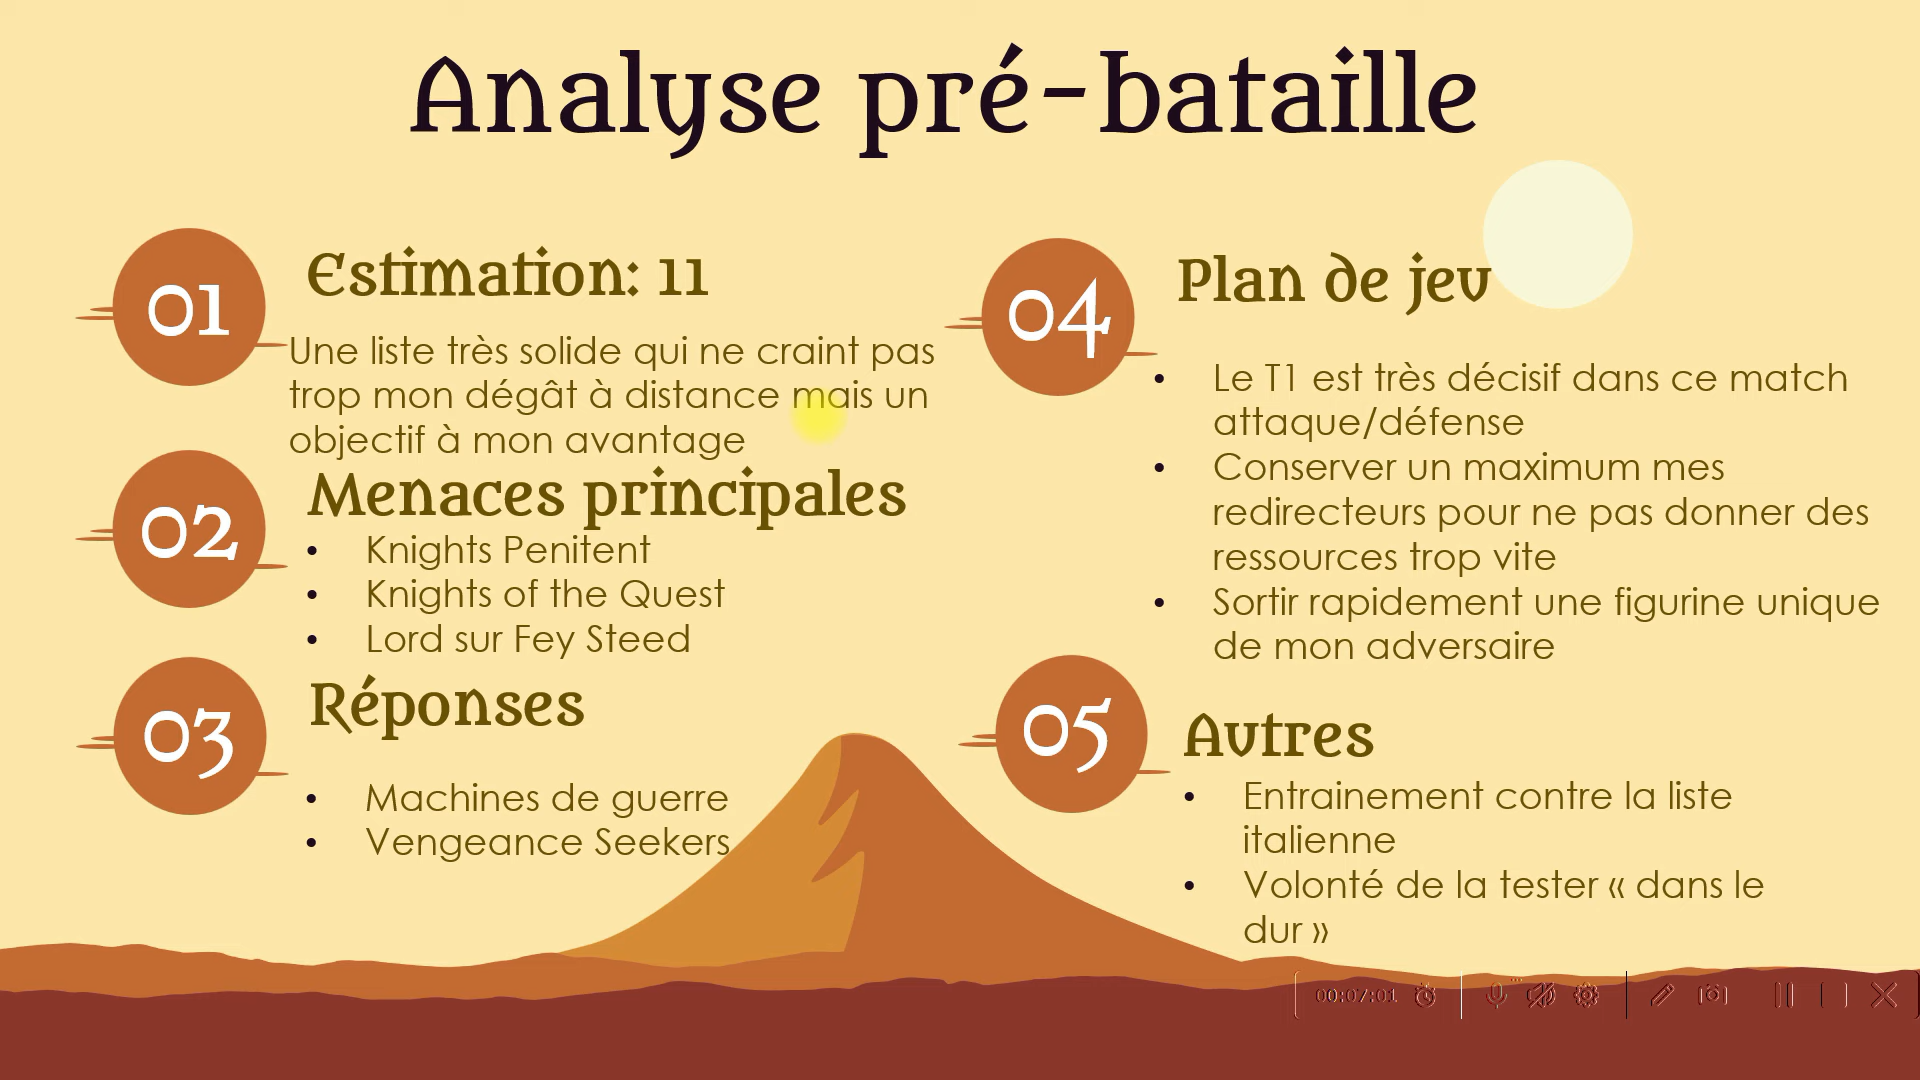 Analyse pré-bataille
01
Estimation: 11
Une liste très solide qui ne craint pas
trop mon dégât à distance mais un
objectif à mon avantage
02
Menaces principales
• Knights Penitent
• Knights of the Quest
• Lord sur Fey Steed
03
Réponses
• Machines de guerre
• Vengeance Seekers
04
Plan de jeu
• Le T1 est très décisif dans ce match
attaque/défense
• Conserver un maximum mes
redirecteurs pour ne pas donner des
ressources trop vite
• Sortir rapidement une figurine unique
de mon adversaire
05
Autres
• Entrainement contre la liste
italienne
• Volonté de la tester « dans le
dur »
00:07:01